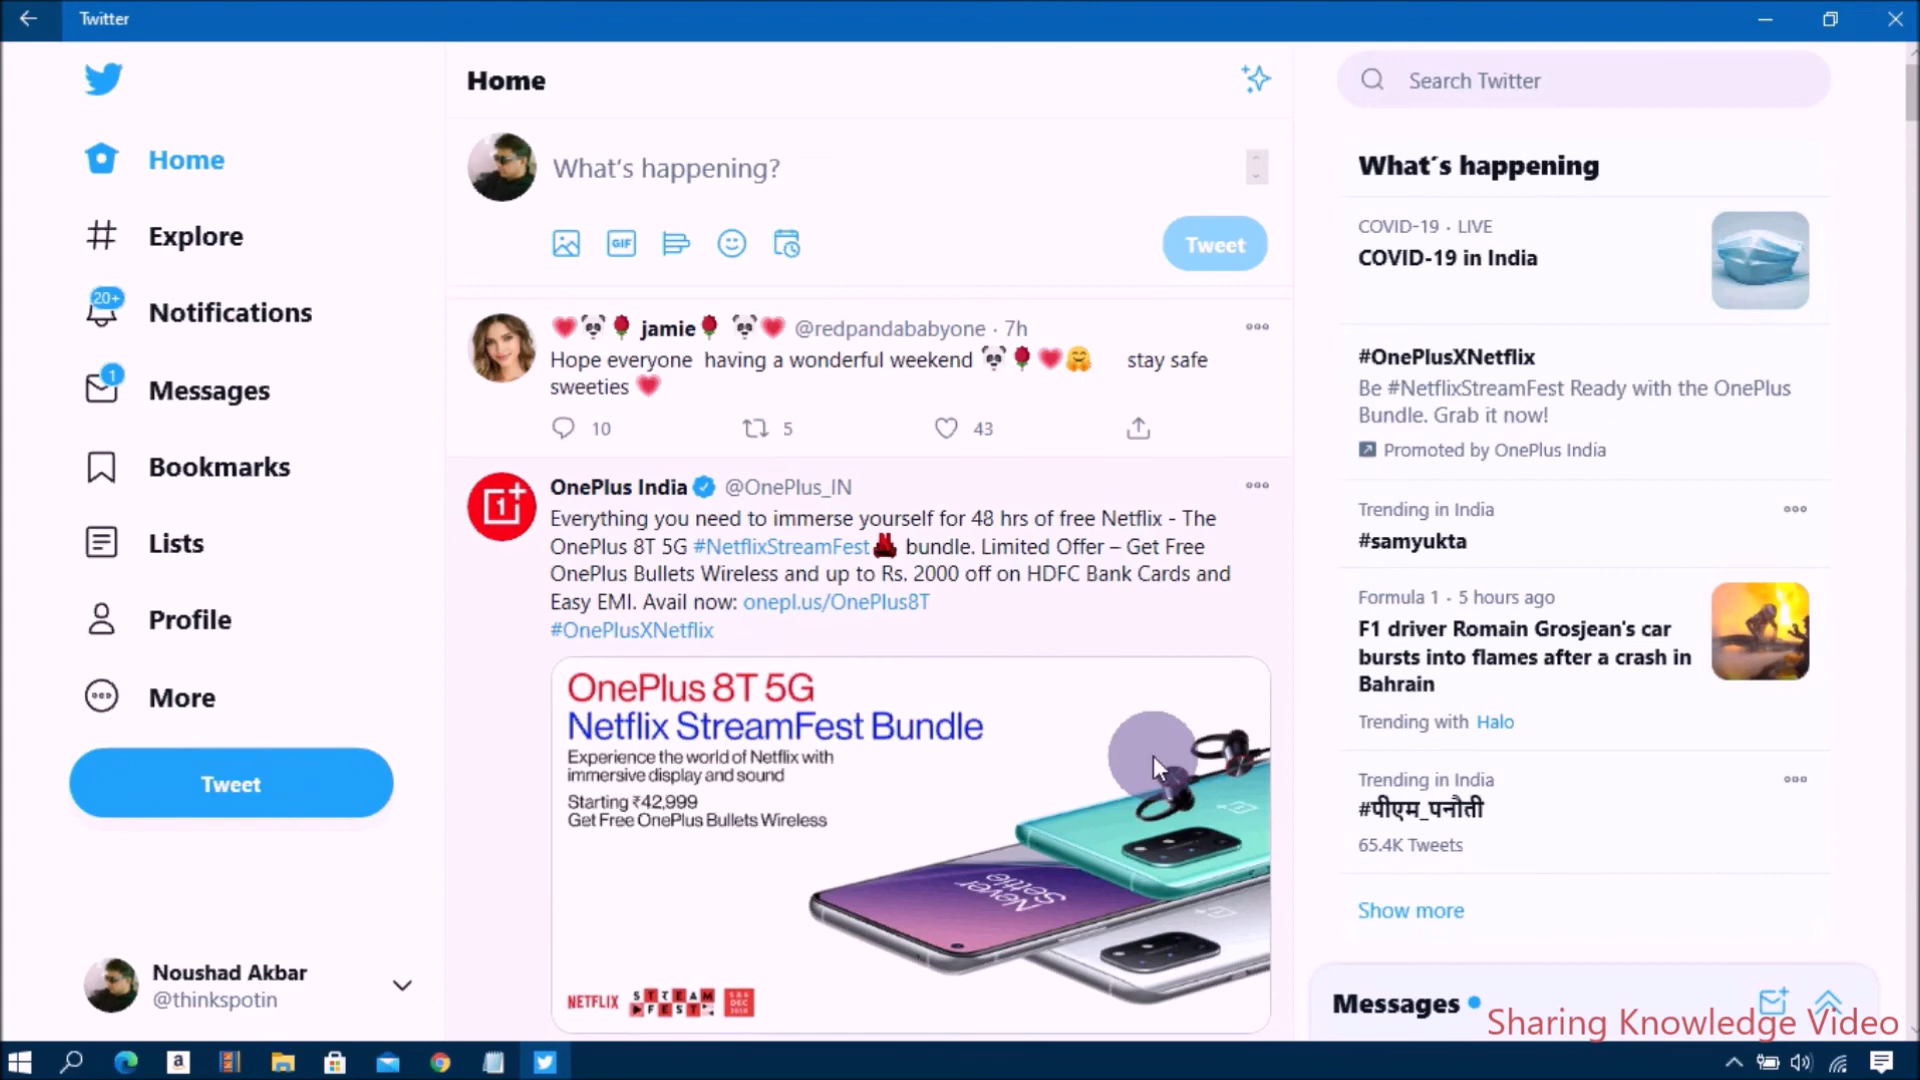 Twitter
Home
Explore
20+
Notifications
1
Messages
Bookmarks
Lists
Profile
More
Tweet
Noushad Akbar
@thinkspotin
Home
What's happening?
GIF
Tweet
❤️🐼🌹 jamie🌹 🐼❤️ @redpandababyone · 7h
Hope everyone having a wonderful weekend 🐼🌹❤️🤗 stay safe
sweeties ❤️
10 5 43
OnePlus India @OnePlus_IN
Everything you need to immerse yourself for 48 hrs of free Netflix - The
OnePlus 8T 5G #NetflixStreamFest bundle. Limited Offer – Get Free
OnePlus Bullets Wireless and up to Rs. 2000 off on HDFC Bank Cards and
Easy EMI. Avail now: onepl.us/OnePlus8T
#OnePlusXNetflix
OnePlus 8T 5G
Netflix StreamFest Bundle
Experience the world of Netflix with
immersive display and sound
Starting ₹42,999
Get Free OnePlus Bullets Wireless
Never
Settle
NETFLIX STREAM
FEST
Search Twitter
What's happening
COVID-19 · LIVE
COVID-19 in India
#OnePlusXNetflix
Be #NetflixStreamFest Ready with the OnePlus
Bundle. Grab it now!
Promoted by OnePlus India
Trending in India
#samyukta
Formula 1 · 5 hours ago
F1 driver Romain Grosjean's car
bursts into flames after a crash in
Bahrain
Trending with Halo
Trending in India
#पीएम_पनौती
65.4K Tweets
Show more
Messages
Sharing Knowledge Video